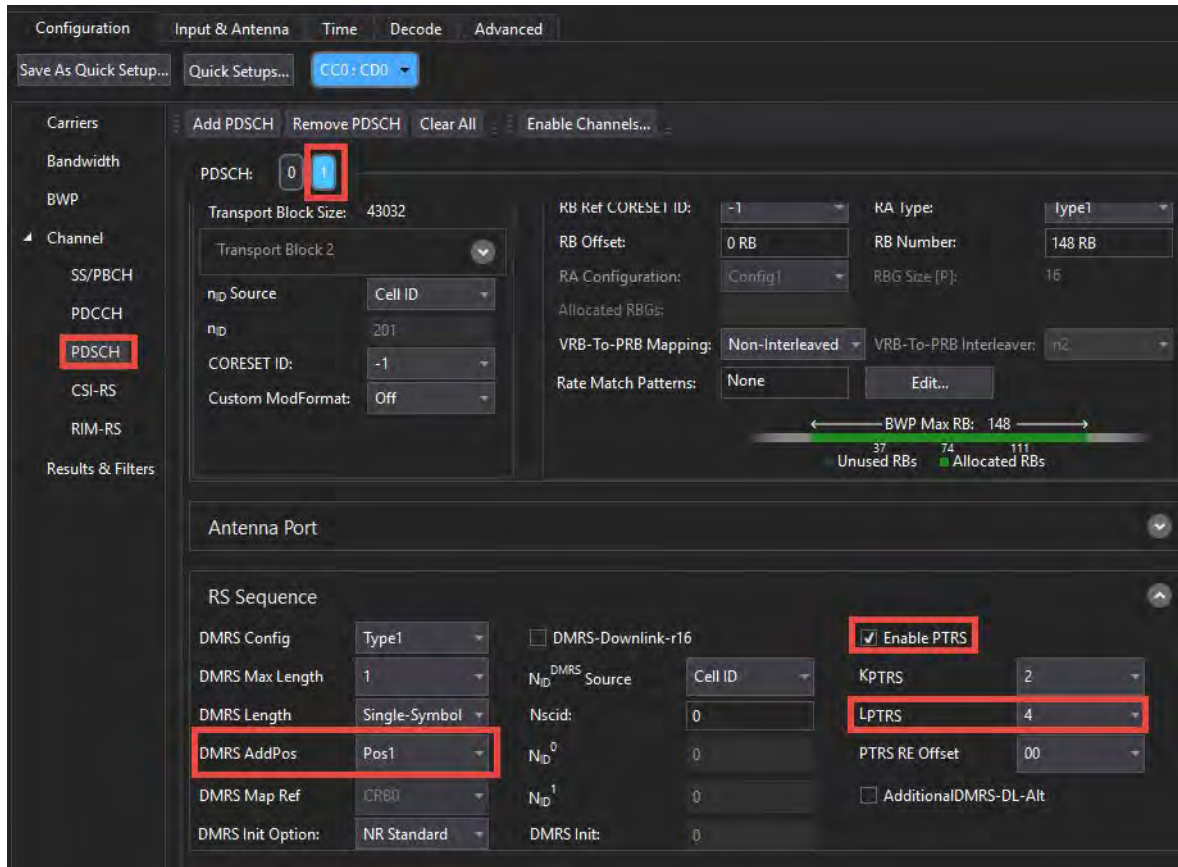 Configuration Input & Antenna Time Decode Advanced
Save As Quick Setup... Quick Setups... CC0 : CD0
Carriers
Bandwidth
BWP
Channel
SS/PBCH
PDCCH
PDSCH
CSI-RS
RIM-RS
Results & Filters
Add PDSCH Remove PDSCH Clear All Enable Channels...
PDSCH: 0 1
Transport Block Size: 43032
Transport Block 2
nID Source Cell ID
nID 201
CORESET ID: -1
Custom ModFormat: Off
RB Ref CORESET ID: -1 RA Type: Type1
RB Offset: 0 RB RB Number: 148 RB
RA Configuration: Config1 RBG Size [P]: 16
Allocated RBGs:
VRB-To-PRB Mapping: Non-Interleaved VRB-To-PRB Interleaver: n2
Rate Match Patterns: None Edit...
BWP Max RB: 148
37 74 111
Unused RBs Allocated RBs
Antenna Port
RS Sequence
DMRS Config Type1 DMRS-Downlink-r16 Enable PTRS
DMRS Max Length 1 NID^DMRS Source Cell ID KPTRS 2
DMRS Length Single-Symbol Nscid: 0 LPTRS 4
DMRS AddPos Pos1 NID^0 0 PTRS RE Offset 00
DMRS Map Ref CRB0 NID^1 0 AdditionalDMRS-DL-Alt
DMRS Init Option: NR Standard DMRS Init: 0